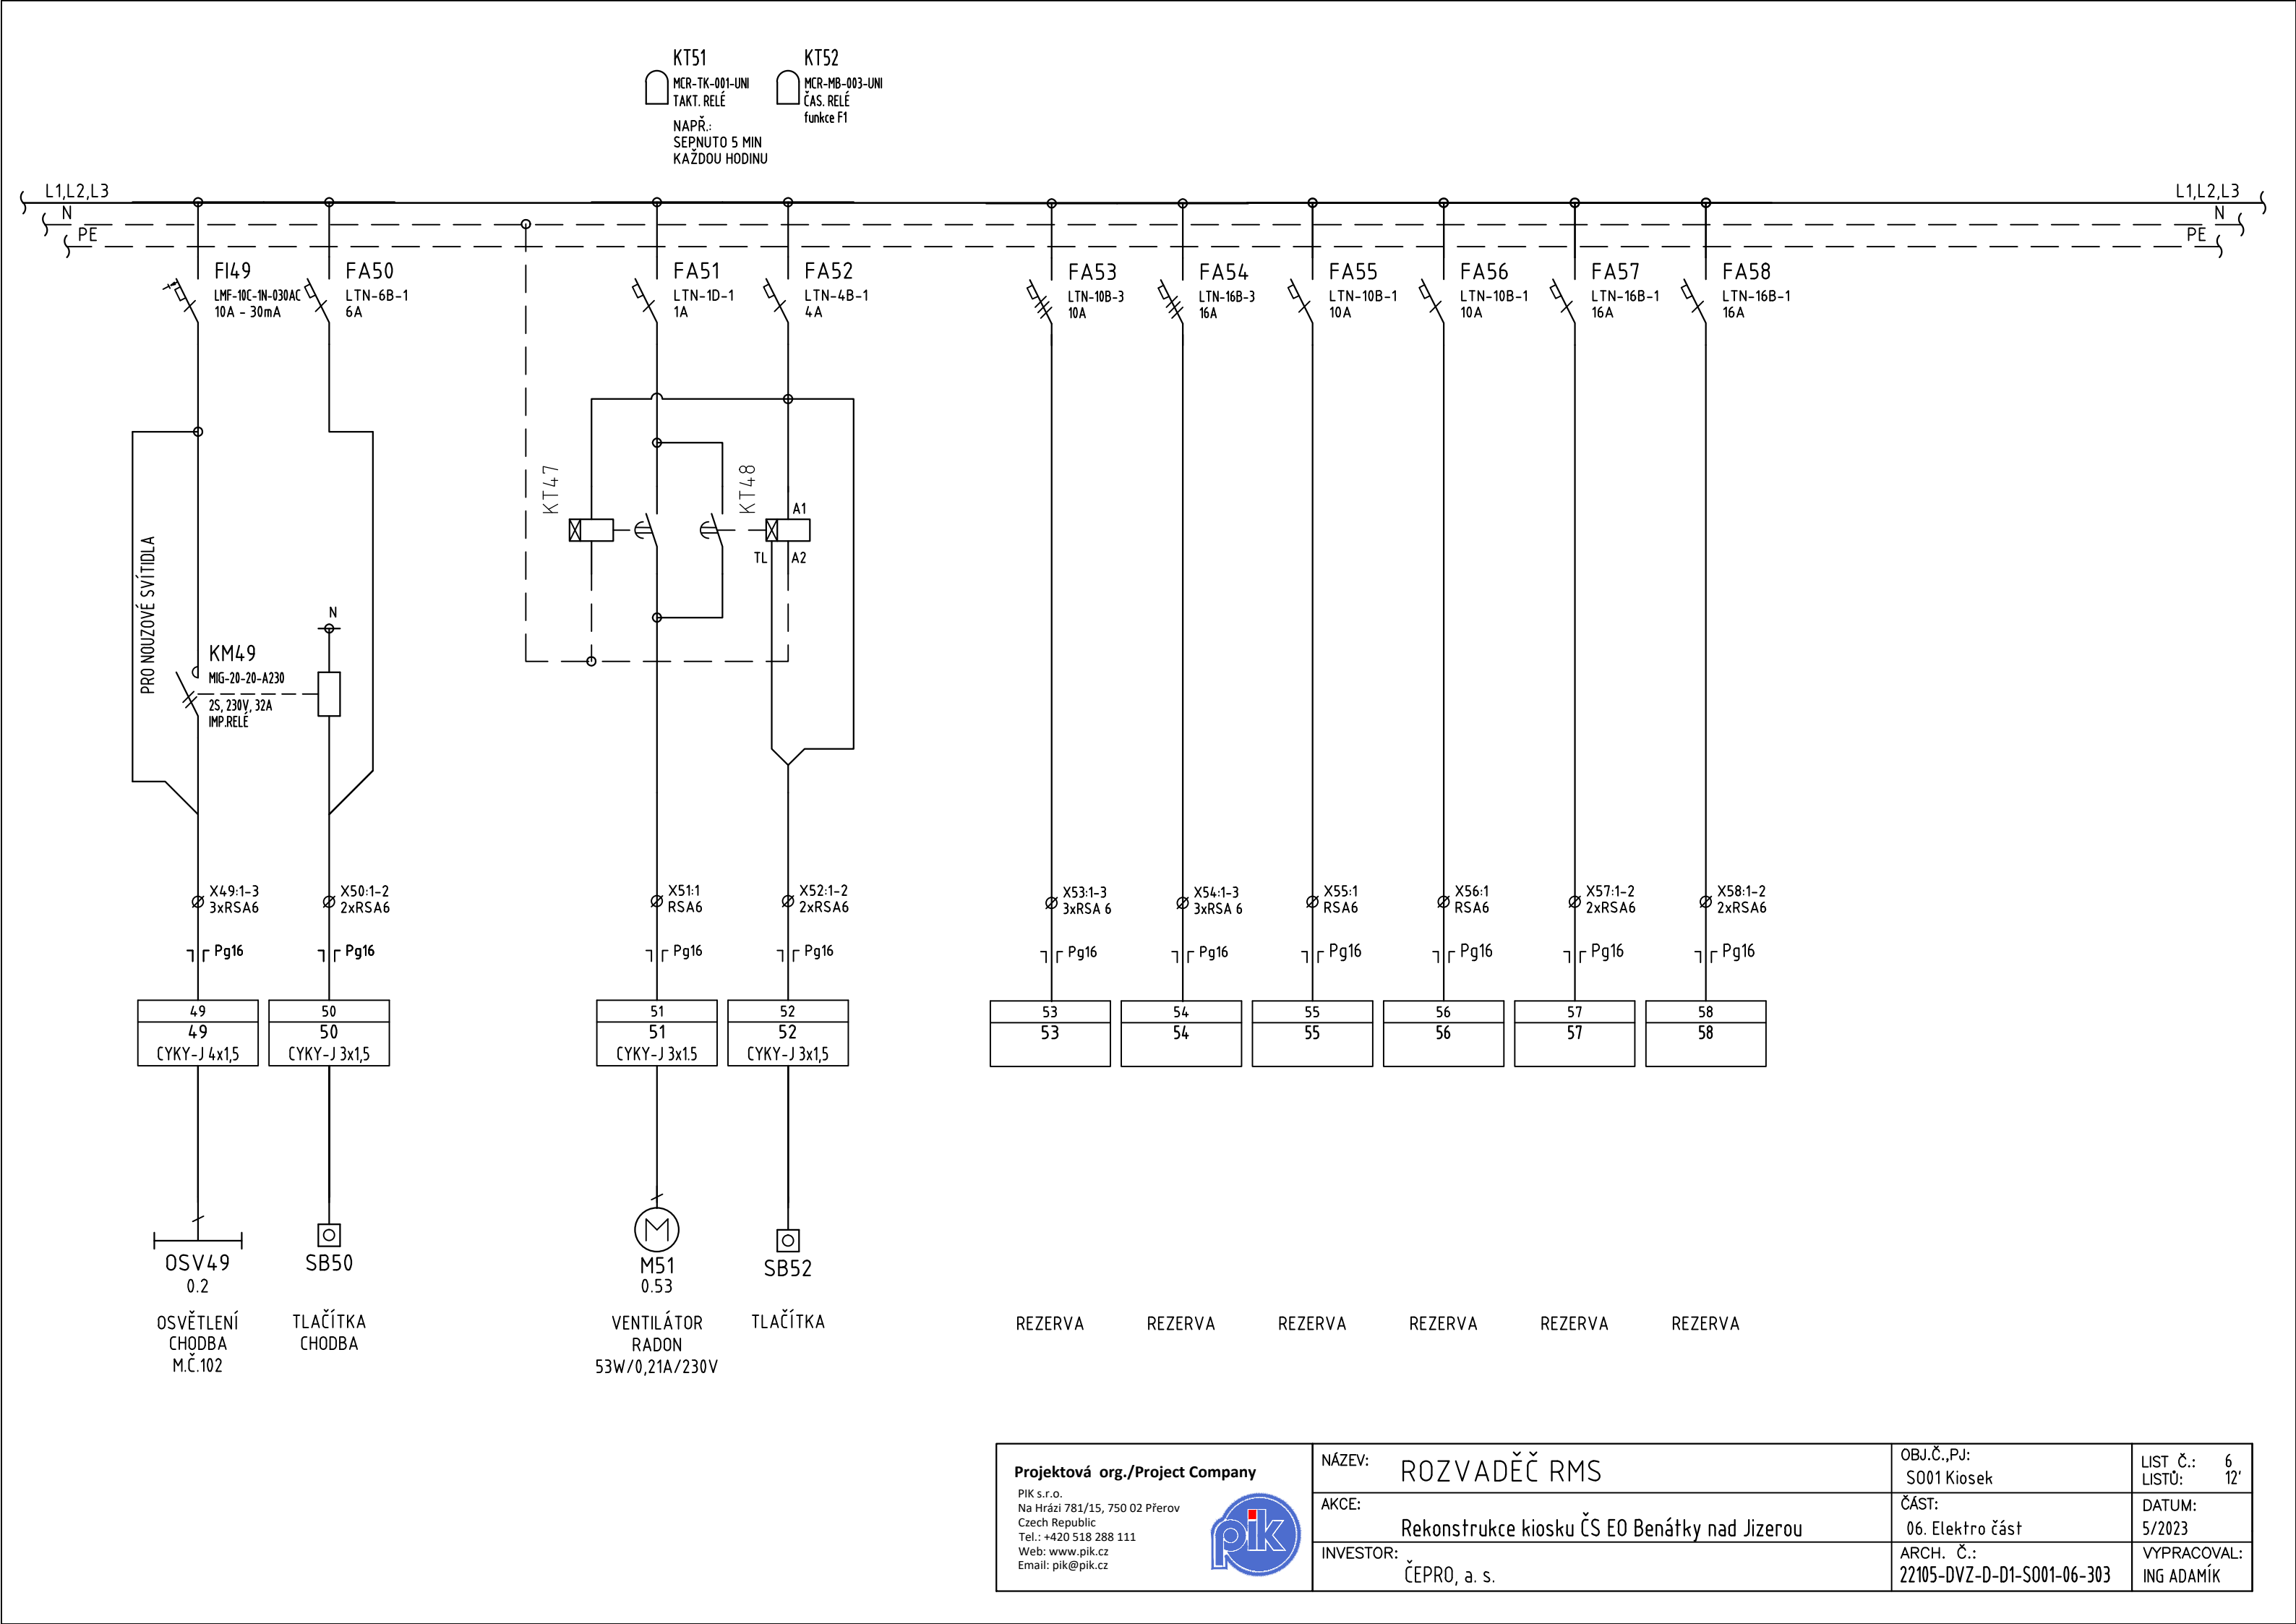 KT51
MCR-TK-001-UNI
TAKT. RELÉ
NAPŘ.:
SEPNUTO 5 MIN
KAŽDOU HODINU
KT52
MCR-MB-003-UNI
ČAS. RELÉ
funkce F1
L1,L2,L3
N
PE
L1,L2,L3
N
PE
FI49
LMF-10C-1N-030AC
10A - 30mA
FA50
LTN-6B-1
6A
FA51
LTN-1D-1
1A
FA52
LTN-4B-1
4A
FA53
LTN-10B-3
10A
FA54
LTN-16B-3
16A
FA55
LTN-10B-1
10A
FA56
LTN-10B-1
10A
FA57
LTN-16B-1
16A
FA58
LTN-16B-1
16A
PRO NOUZOVÉ SVÍTIDLA
KM49
MIG-20-20-A230
2S, 230V, 32A
IMP.RELÉ
N
KT47
KT48
A1
TL
A2
X49:1-3
3xRSA6
X50:1-2
2xRSA6
X51:1
RSA6
X52:1-2
2xRSA6
X53:1-3
3xRSA 6
X54:1-3
3xRSA 6
X55:1
RSA6
X56:1
RSA6
X57:1-2
2xRSA6
X58:1-2
2xRSA6
Pg16
Pg16
Pg16
Pg16
Pg16
Pg16
Pg16
Pg16
Pg16
Pg16
49
49
CYKY-J 4x1,5
50
50
CYKY-J 3x1,5
51
51
CYKY-J 3x1.5
52
52
CYKY-J 3x1,5
53
53
54
54
55
55
56
56
57
57
58
58
OSV49
0.2
OSVĚTLENÍ
CHODBA
M.Č.102
SB50
TLAČÍTKA
CHODBA
M
M51
0.53
VENTILÁTOR
RADON
53W/0,21A/230V
SB52
TLAČÍTKA
REZERVA
REZERVA
REZERVA
REZERVA
REZERVA
REZERVA
Projektová org./Project Company
PIK s.r.o.
Na Hrázi 781/15, 750 02 Přerov
Czech Republic
Tel.: +420 518 288 111
Web: www.pik.cz
Email: pik@pik.cz
pik
NÁZEV:
ROZVADĚČ RMS
AKCE:
Rekonstrukce kiosku ČS EO Benátky nad Jizerou
INVESTOR:
ČEPRO, a. s.
OBJ.Č.,PJ:
SO01 Kiosek
ČÁST:
06. Elektro část
ARCH. Č.:
22105-DVZ-D-D1-SO01-06-303
LIST Č.: 6
LISTŮ: 12'
DATUM:
5/2023
VYPRACOVAL:
ING ADAMÍK